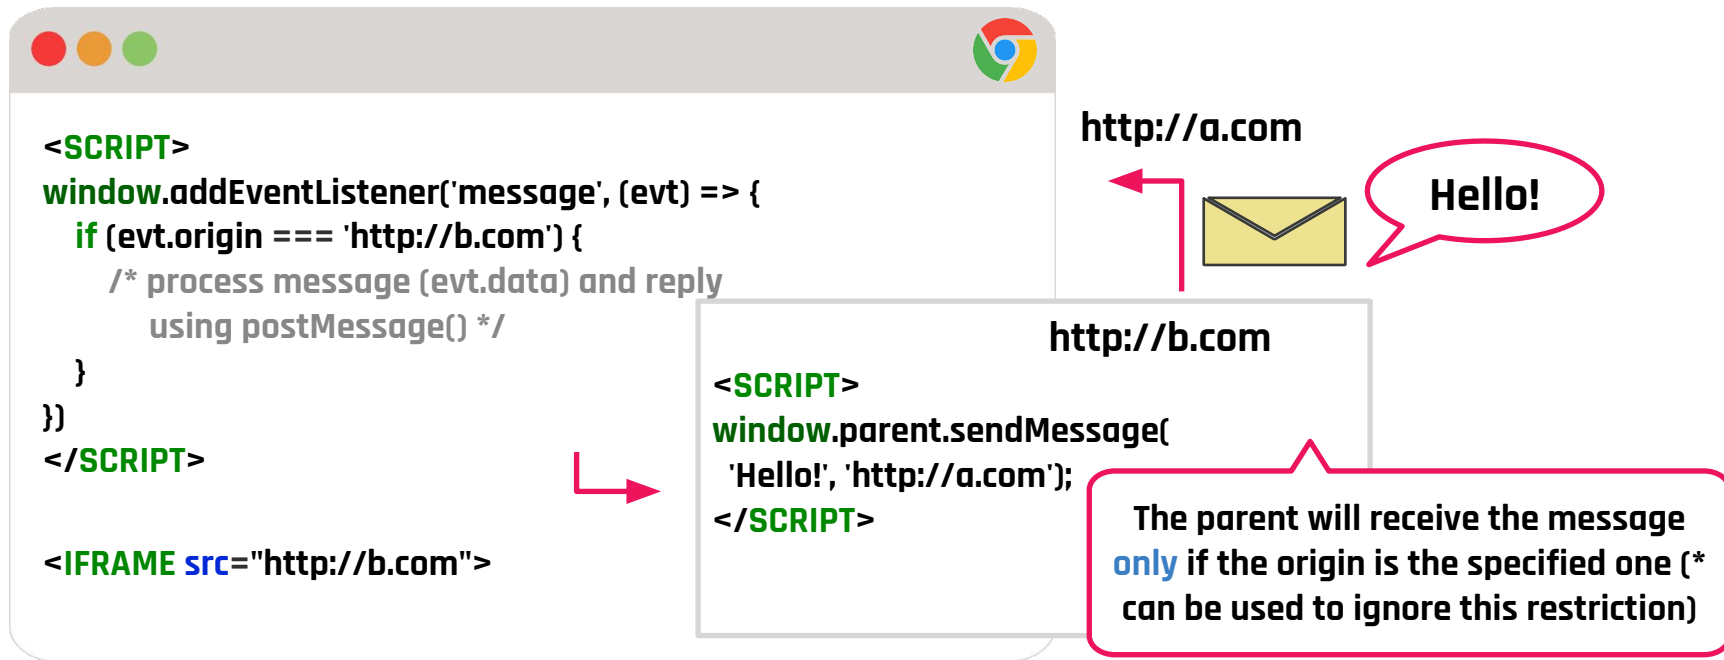 <SCRIPT>
window.addEventListener('message', (evt) => {
if (evt.origin === 'http://b.com') {
/* process message (evt.data) and reply
using postMessage() */
}
})
</SCRIPT>
<IFRAME src="http://b.com">
http://a.com
Hello!
http://b.com
<SCRIPT>
window.parent.sendMessage(
'Hello!', 'http://a.com');
</SCRIPT>
The parent will receive the message
only if the origin is the specified one (*
can be used to ignore this restriction)